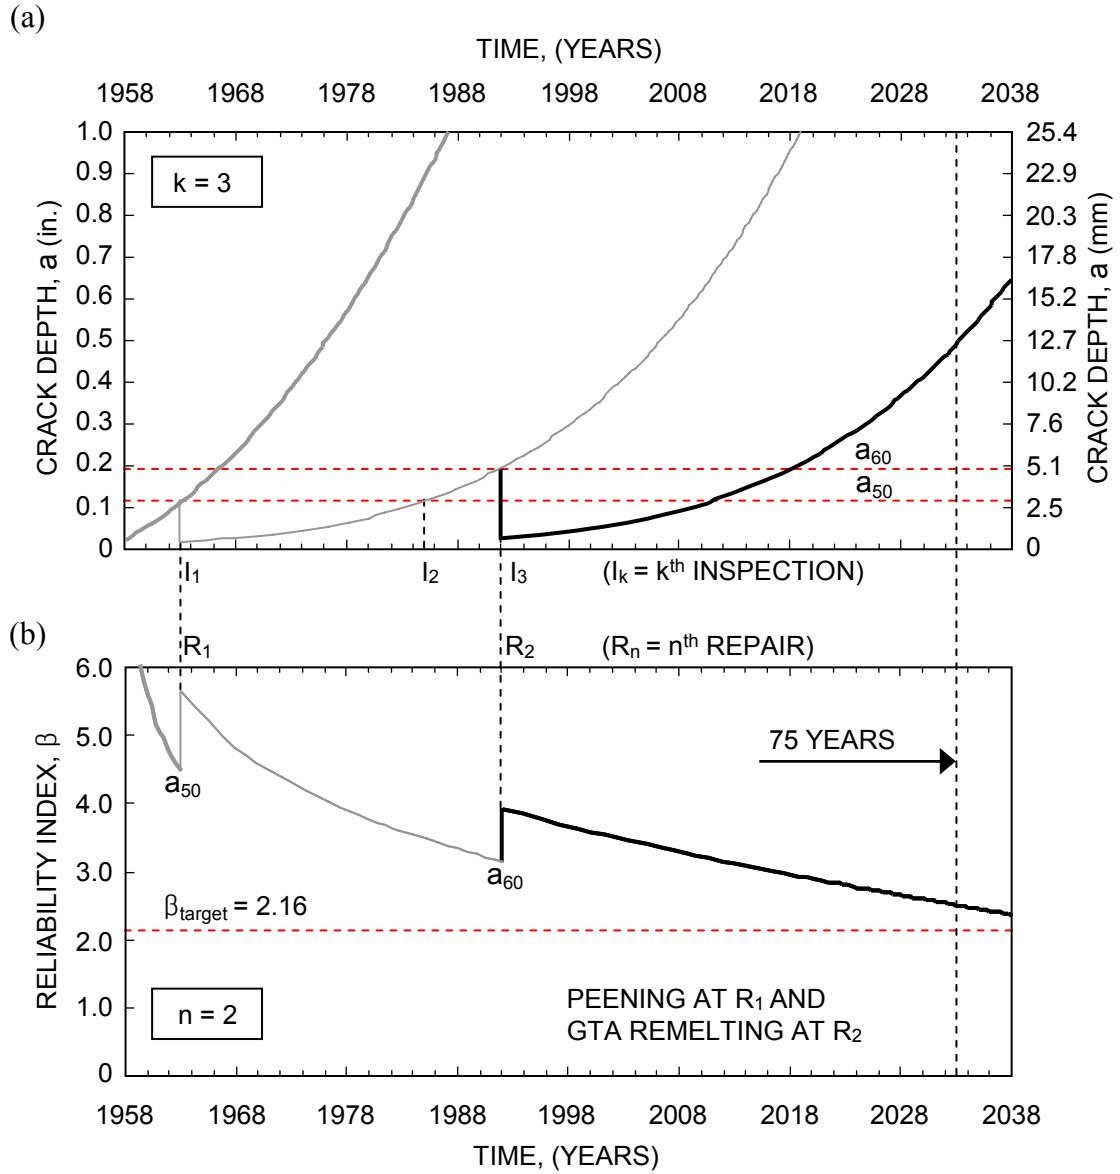 (a)
TIME, (YEARS)
1958 1968 1978 1988 1998 2008 2018 2028 2038
CRACK DEPTH, a (in.)
1.0
0.9
0.8
0.7
0.6
0.5
0.4
0.3
0.2
0.1
0
k = 3
a60
a50
25.4
22.9
20.3
17.8
15.2
12.7
10.2
7.6
5.1
2.5
0
CRACK DEPTH, a (mm)
I1 I2 I3 (Ik = kth INSPECTION)
(b)
R1 R2 (Rn = nth REPAIR)
RELIABILITY INDEX, β
6.0
5.0
4.0
3.0
2.0
1.0
0
75 YEARS
a50
a60
βtarget = 2.16
n = 2
PEENING AT R1 AND
GTA REMELTING AT R2
1958 1968 1978 1988 1998 2008 2018 2028 2038
TIME, (YEARS)